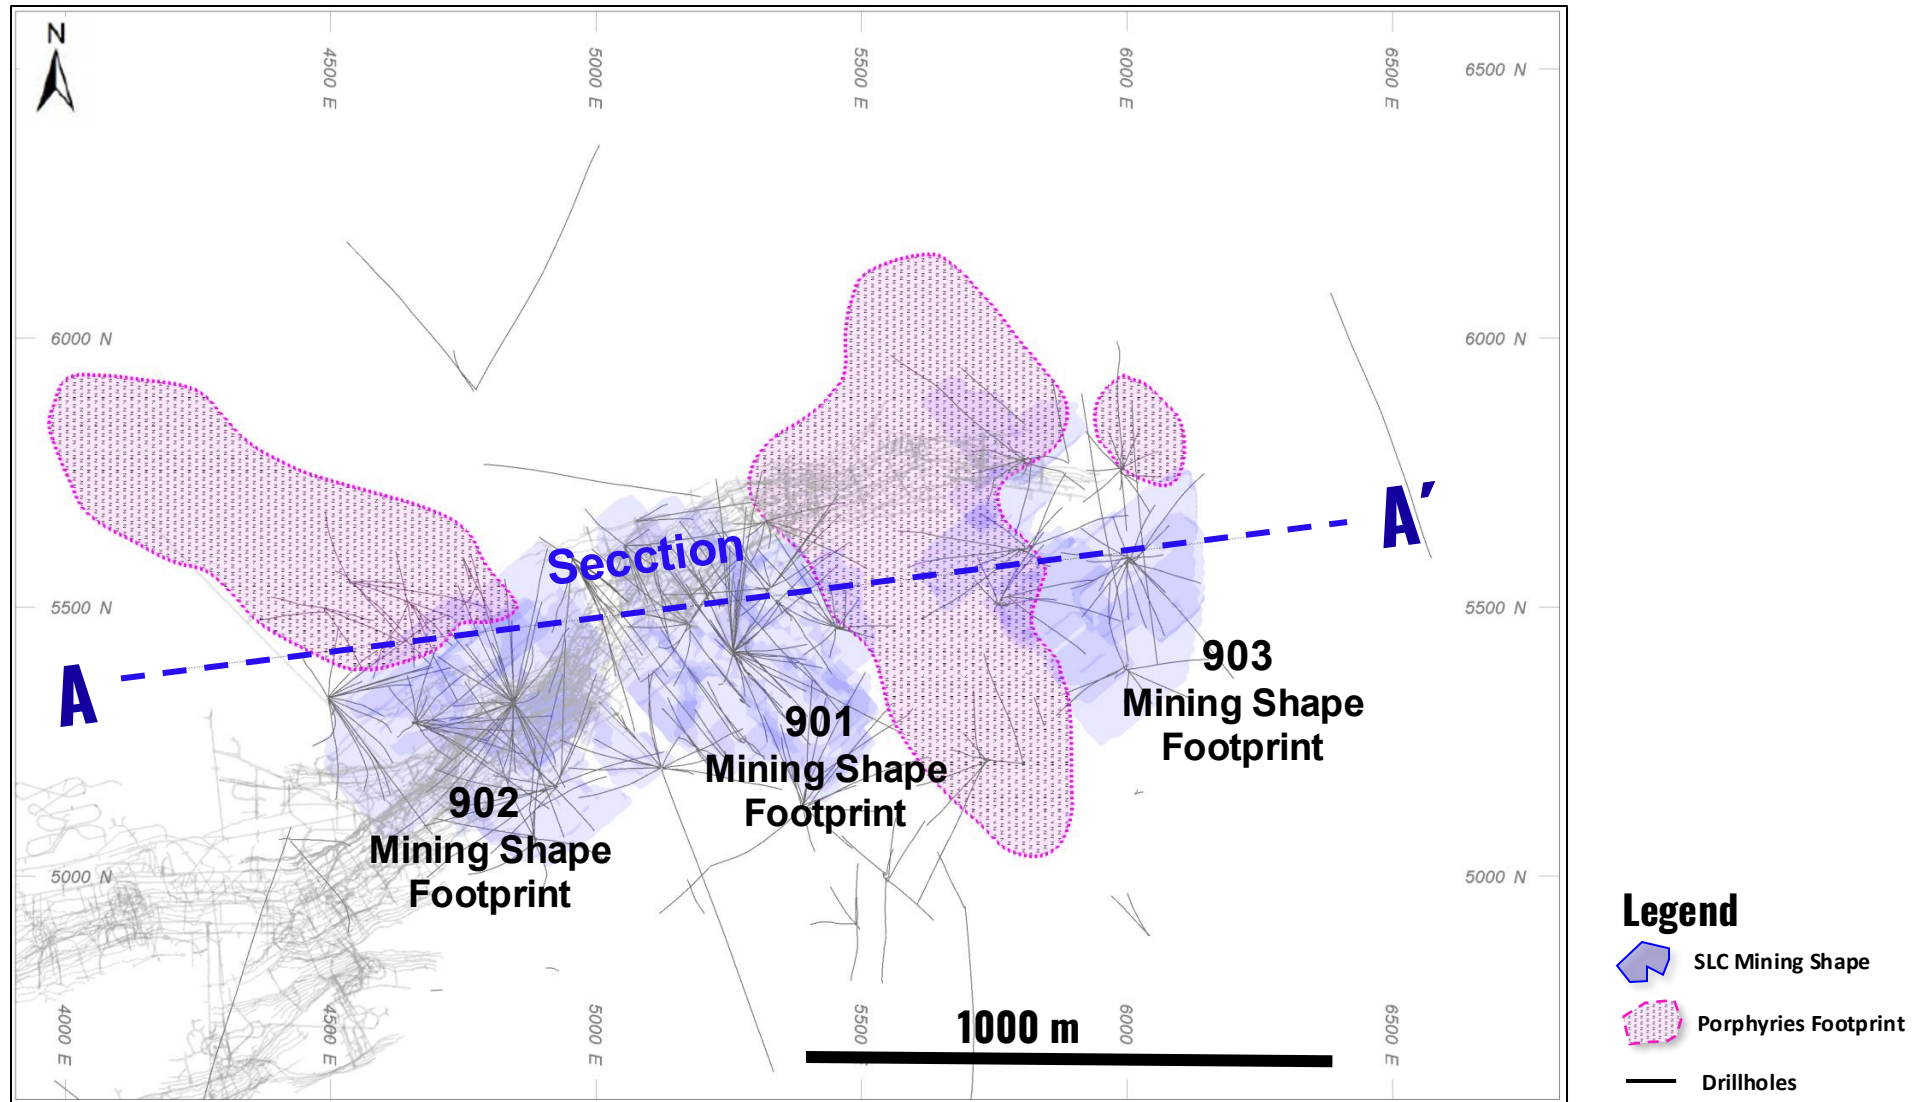 N
4500 E
5000 E
5500 E
6000 E
6500 E
6500 N
6000 N
6000 N
A′
Secction
5500 N
5500 N
A
903
Mining Shape
Footprint
901
Mining Shape
Footprint
902
Mining Shape
Footprint
5000 N
5000 N
4000 E
4500 E
5000 E
5500 E
6000 E
6500 E
1000 m
Legend
SLC Mining Shape
Porphyries Footprint
Drillholes